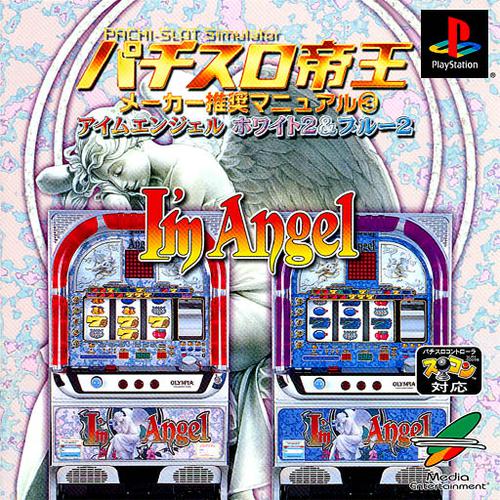 PACHI-SLOT Simulator
パチスロ帝王
メーカー推奨マニュアル③
アイムエンジェル ホワイト2&ブルー2
PlayStation
I'm Angel
I'm Angel
I'm Angel
OLYMPIA
OLYMPIA
パチスロコントローラ
スロコン
対応
Media
Entertainment